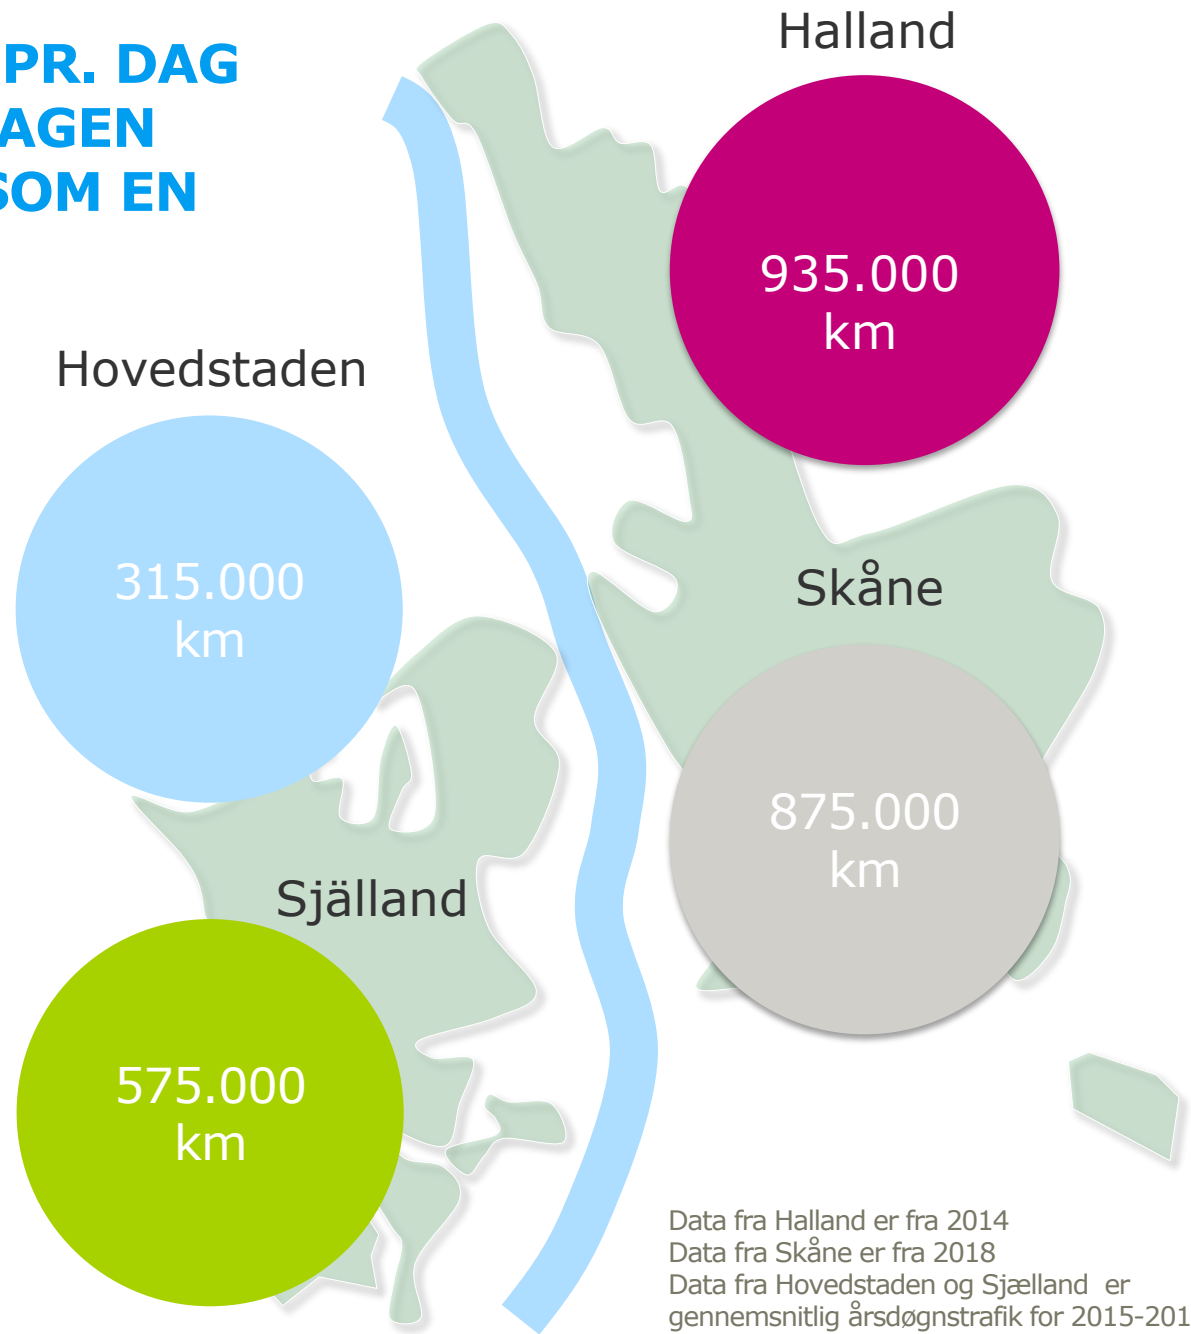 PR. DAG
AGEN
SOM EN
Halland
935.000
km
Hovedstaden
315.000
km
Skåne
875.000
km
Själland
575.000
km
Data fra Halland er fra 2014
Data fra Skåne er fra 2018
Data fra Hovedstaden og Sjælland er
gennemsnitlig årsdøgnstrafik for 2015-201